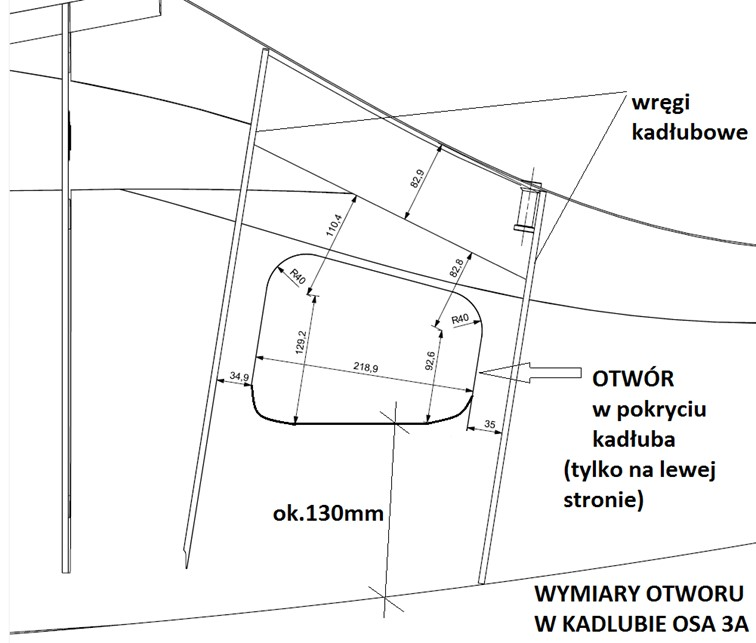 wręgi
kadłubowe
82,9
110,4
82,8
R40
R40
129,2
92,6
218,9
34,9
35
OTWÓR
w pokryciu
kadłuba
(tylko na lewej
stronie)
ok.130mm
WYMIARY OTWORU
W KADLUBIE OSA 3A